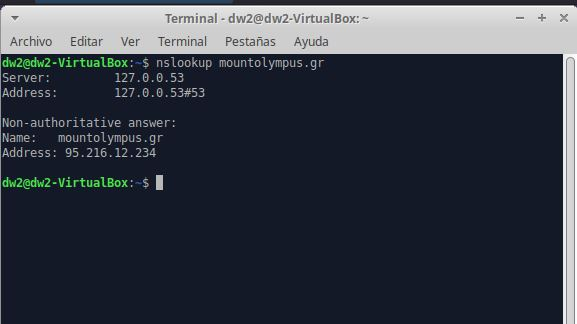 Terminal - dw2@dw2-VirtualBox: ~
Archivo Editar Ver Terminal Pestañas Ayuda
dw2@dw2-VirtualBox:~$ nslookup mountolympus.gr
Server: 127.0.0.53
Address: 127.0.0.53#53
Non-authoritative answer:
Name: mountolympus.gr
Address: 95.216.12.234
dw2@dw2-VirtualBox:~$